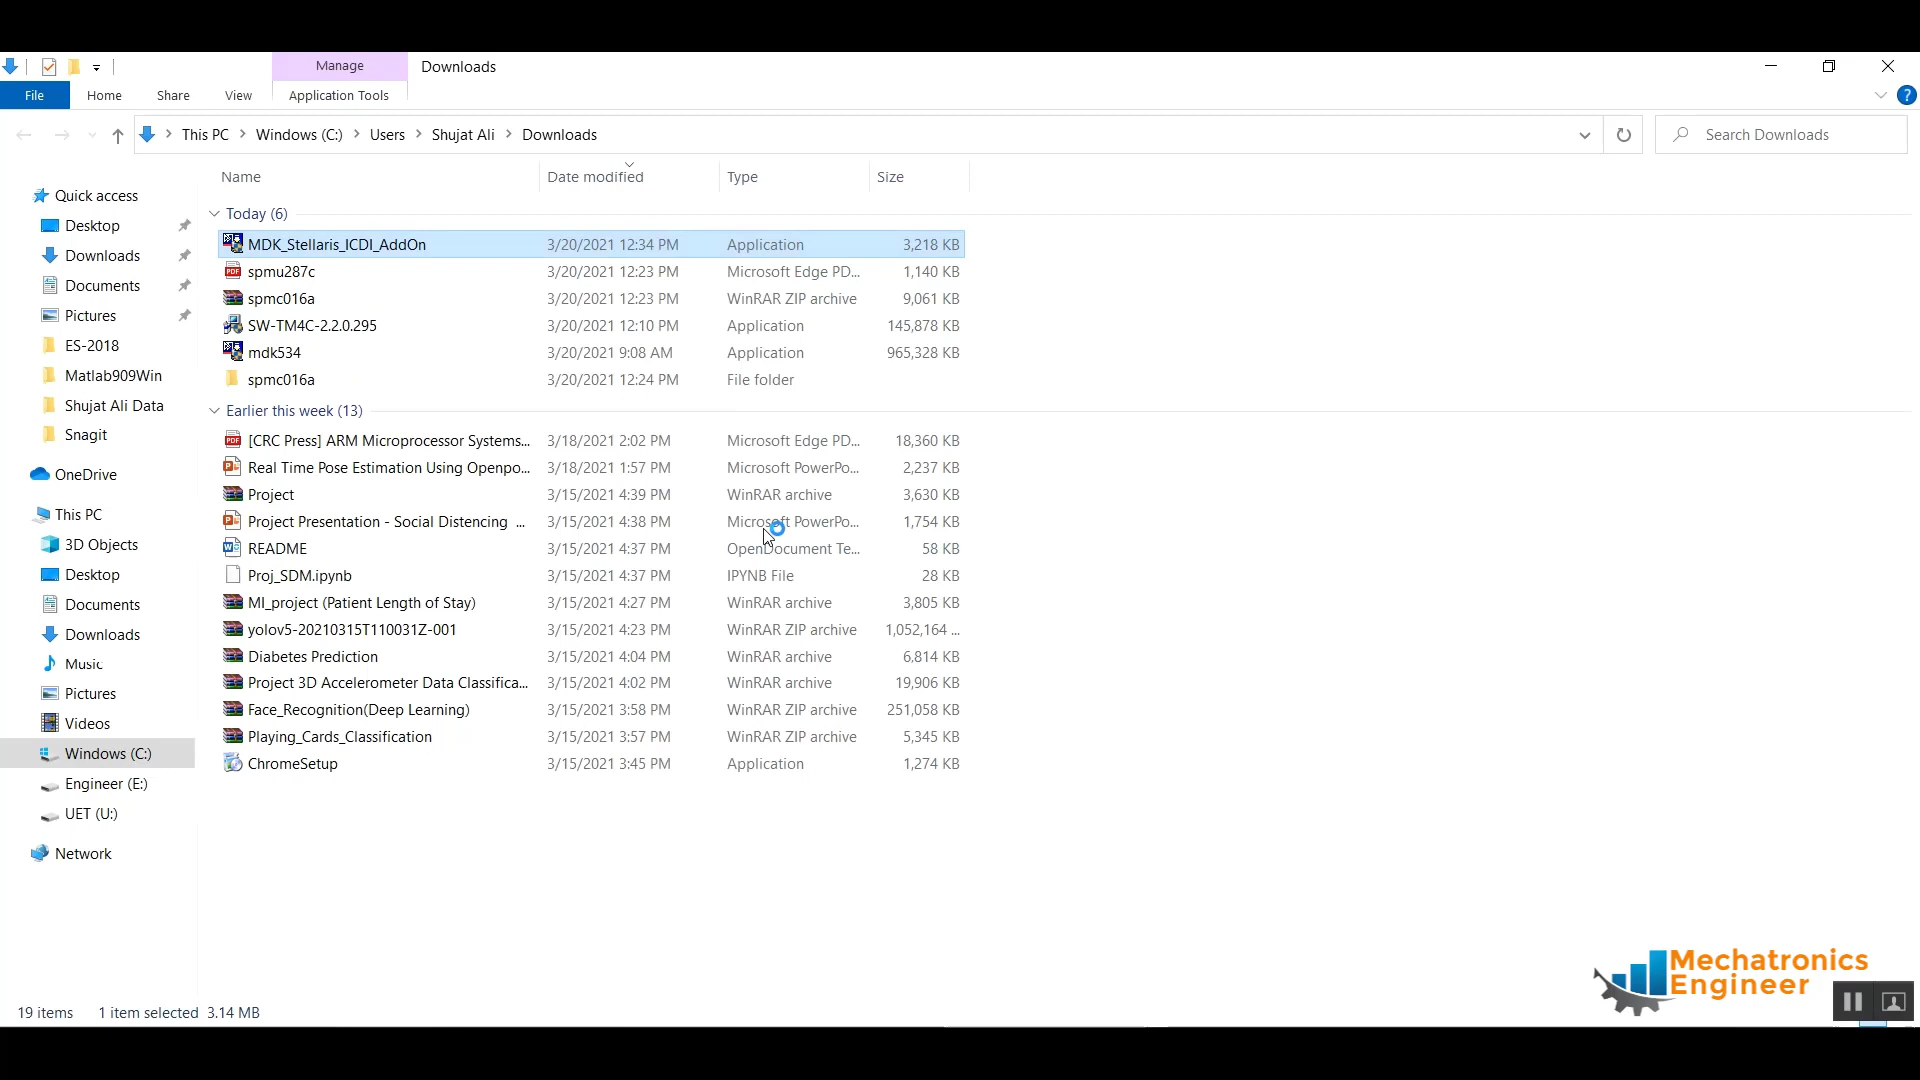 Manage
Downloads
File
Home
Share
View
Application Tools
?
This PC
Windows (C:)
Users
Shujat Ali
Downloads
Search Downloads
Name
Date modified
Type
Size
Quick access
Desktop
Downloads
Documents
Pictures
ES-2018
Matlab909Win
Shujat Ali Data
Snagit
OneDrive
This PC
3D Objects
Desktop
Documents
Downloads
Music
Pictures
Videos
Windows (C:)
Engineer (E:)
UET (U:)
Network
Today (6)
MDK_Stellaris_ICDI_AddOn 3/20/2021 12:34 PM Application 3,218 KB
spmu287c 3/20/2021 12:23 PM Microsoft Edge PD... 1,140 KB
spmc016a 3/20/2021 12:23 PM WinRAR ZIP archive 9,061 KB
SW-TM4C-2.2.0.295 3/20/2021 12:10 PM Application 145,878 KB
mdk534 3/20/2021 9:08 AM Application 965,328 KB
spmc016a 3/20/2021 12:24 PM File folder
Earlier this week (13)
[CRC Press] ARM Microprocessor Systems... 3/18/2021 2:02 PM Microsoft Edge PD... 18,360 KB
Real Time Pose Estimation Using Openpo... 3/18/2021 1:57 PM Microsoft PowerPo... 2,237 KB
Project 3/15/2021 4:39 PM WinRAR archive 3,630 KB
Project Presentation - Social Distencing ... 3/15/2021 4:38 PM Microsoft PowerPo... 1,754 KB
README 3/15/2021 4:37 PM OpenDocument Te... 58 KB
Proj_SDM.ipynb 3/15/2021 4:37 PM IPYNB File 28 KB
MI_project (Patient Length of Stay) 3/15/2021 4:27 PM WinRAR archive 3,805 KB
yolov5-20210315T110031Z-001 3/15/2021 4:23 PM WinRAR ZIP archive 1,052,164 ...
Diabetes Prediction 3/15/2021 4:04 PM WinRAR archive 6,814 KB
Project 3D Accelerometer Data Classifica... 3/15/2021 4:02 PM WinRAR archive 19,906 KB
Face_Recognition(Deep Learning) 3/15/2021 3:58 PM WinRAR ZIP archive 251,058 KB
Playing_Cards_Classification 3/15/2021 3:57 PM WinRAR ZIP archive 5,345 KB
ChromeSetup 3/15/2021 3:45 PM Application 1,274 KB
Mechatronics
Engineer
19 items 1 item selected 3.14 MB